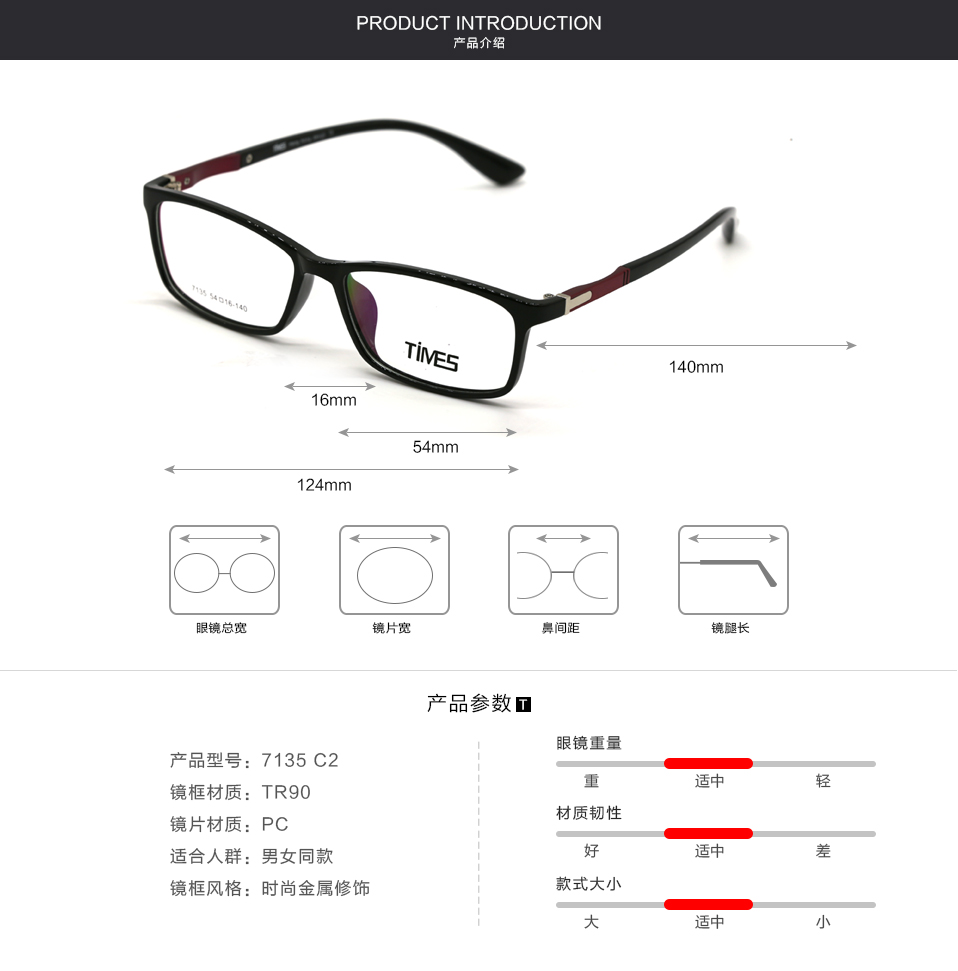 PRODUCT INTRODUCTION
产品介绍
7135 54□16-140
TIMES
140mm
16mm
54mm
124mm
眼镜总宽
镜片宽
鼻间距
镜腿长
产品参数 T
产品型号：7135 C2
镜框材质：TR90
镜片材质：PC
适合人群：男女同款
镜框风格：时尚金属修饰
眼镜重量
重 适中 轻
材质韧性
好 适中 差
款式大小
大 适中 小